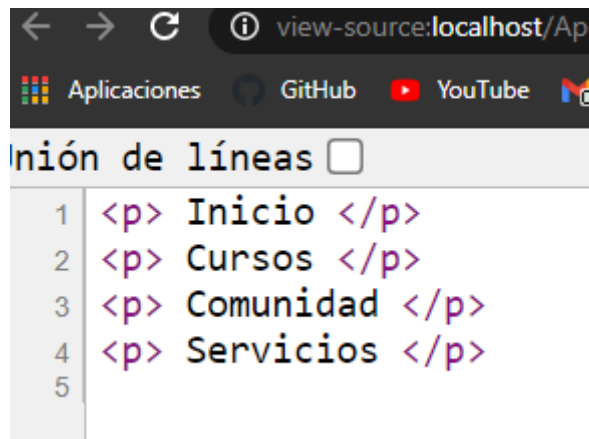 view-source:localhost/Ap
Aplicaciones GitHub YouTube
nión de líneas
1 <p> Inicio </p>
2 <p> Cursos </p>
3 <p> Comunidad </p>
4 <p> Servicios </p>
5